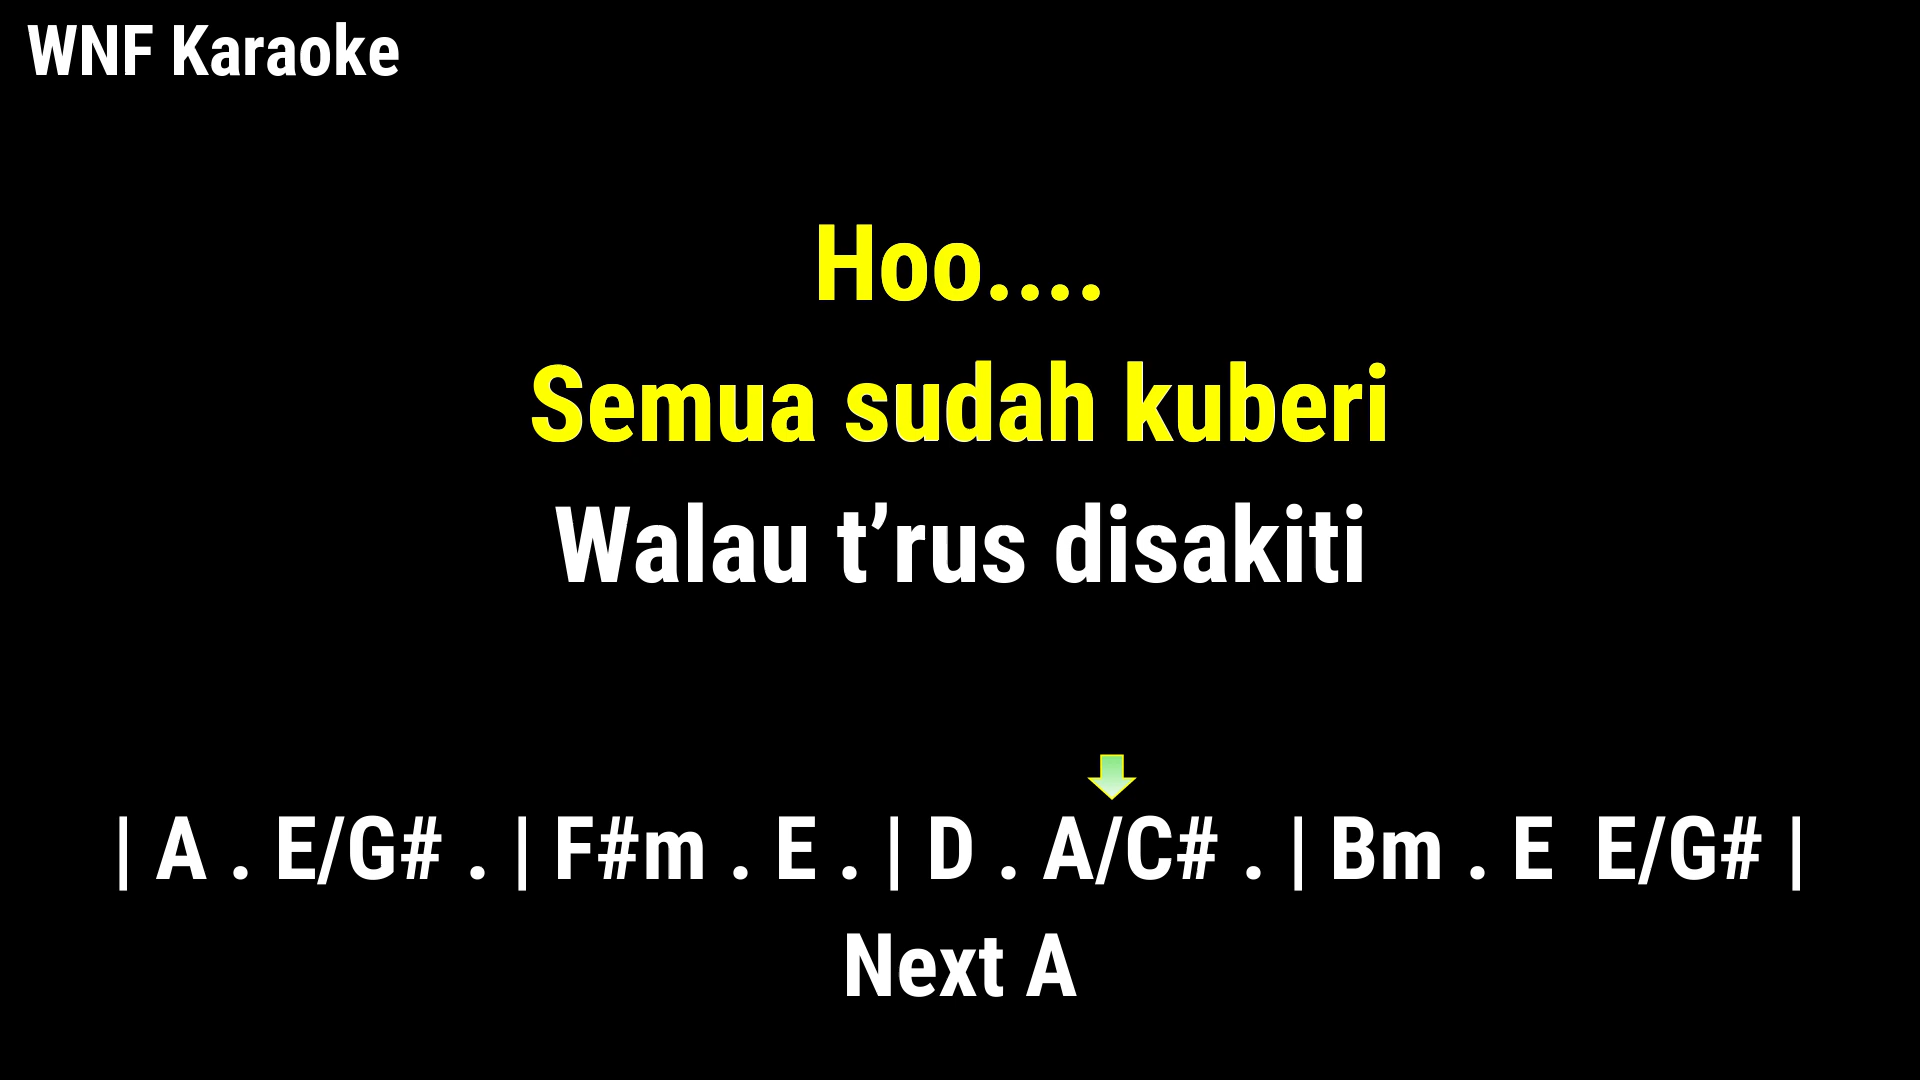 WNF Karaoke
Hoo....
Semua sudah kuberi
Walau t’rus disakiti
| A . E/G# . | F#m . E . | D . A/C# . | Bm . E  E/G# |
Next A